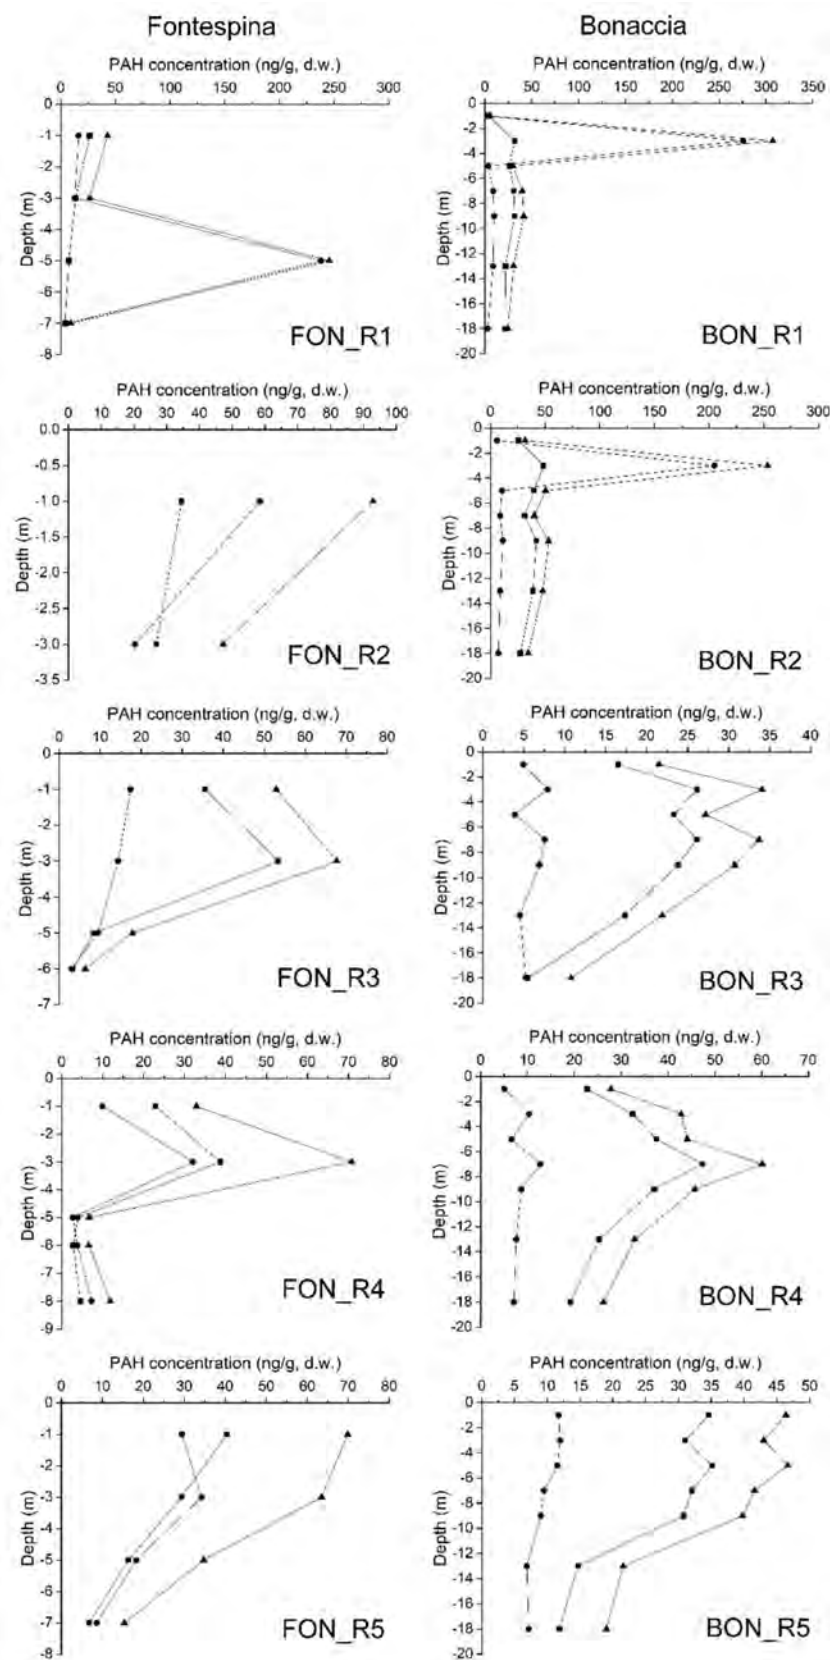 Fontespina
PAH concentration (ng/g, d.w.)
0 50 100 150 200 250 300
0
-1
-2
-3
-4
-5
-6
-7
-8
Depth (m)
FON_R1
Bonaccia
PAH concentration (ng/g, d.w.)
0 50 100 150 200 250 300 350
0
-2
-4
-6
-8
-10
-12
-14
-16
-18
-20
Depth (m)
BON_R1
PAH concentration (ng/g, d.w.)
0 10 20 30 40 50 60 70 80 90 100
0.0
-0.5
-1.0
-1.5
-2.0
-2.5
-3.0
-3.5
Depth (m)
FON_R2
PAH concentration (ng/g, d.w.)
0 50 100 150 200 250 300
0
-2
-4
-6
-8
-10
-12
-14
-16
-18
-20
Depth (m)
BON_R2
PAH concentration (ng/g, d.w.)
0 10 20 30 40 50 60 70 80
0
-1
-2
-3
-4
-5
-6
-7
Depth (m)
FON_R3
PAH concentration (ng/g, d.w.)
0 5 10 15 20 25 30 35 40
0
-2
-4
-6
-8
-10
-12
-14
-16
-18
-20
Depth (m)
BON_R3
PAH concentration (ng/g, d.w.)
0 10 20 30 40 50 60 70 80
0
-1
-2
-3
-4
-5
-6
-7
-8
-9
Depth (m)
FON_R4
PAH concentration (ng/g, d.w.)
0 10 20 30 40 50 60 70
0
-2
-4
-6
-8
-10
-12
-14
-16
-18
-20
Depth (m)
BON_R4
PAH concentration (ng/g, d.w.)
0 10 20 30 40 50 60 70 80
0
-1
-2
-3
-4
-5
-6
-7
-8
Depth (m)
FON_R5
PAH concentration (ng/g, d.w.)
0 5 10 15 20 25 30 35 40 45 50
0
-2
-4
-6
-8
-10
-12
-14
-16
-18
-20
Depth (m)
BON_R5